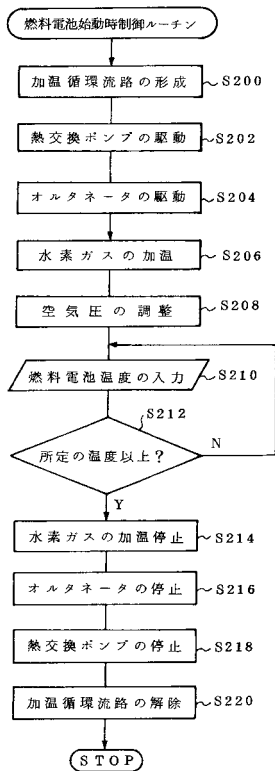 燃料電池始動時制御ルーチン
加温循環流路の形成 S200
熱交換ポンプの駆動 S202
オルタネータの駆動 S204
水素ガスの加温 S206
空気圧の調整 S208
燃料電池温度の入力 S210
S212
所定の温度以上? N
Y
水素ガスの加温停止 S214
オルタネータの停止 S216
熱交換ポンプの停止 S218
加温循環流路の解除 S220
STOP